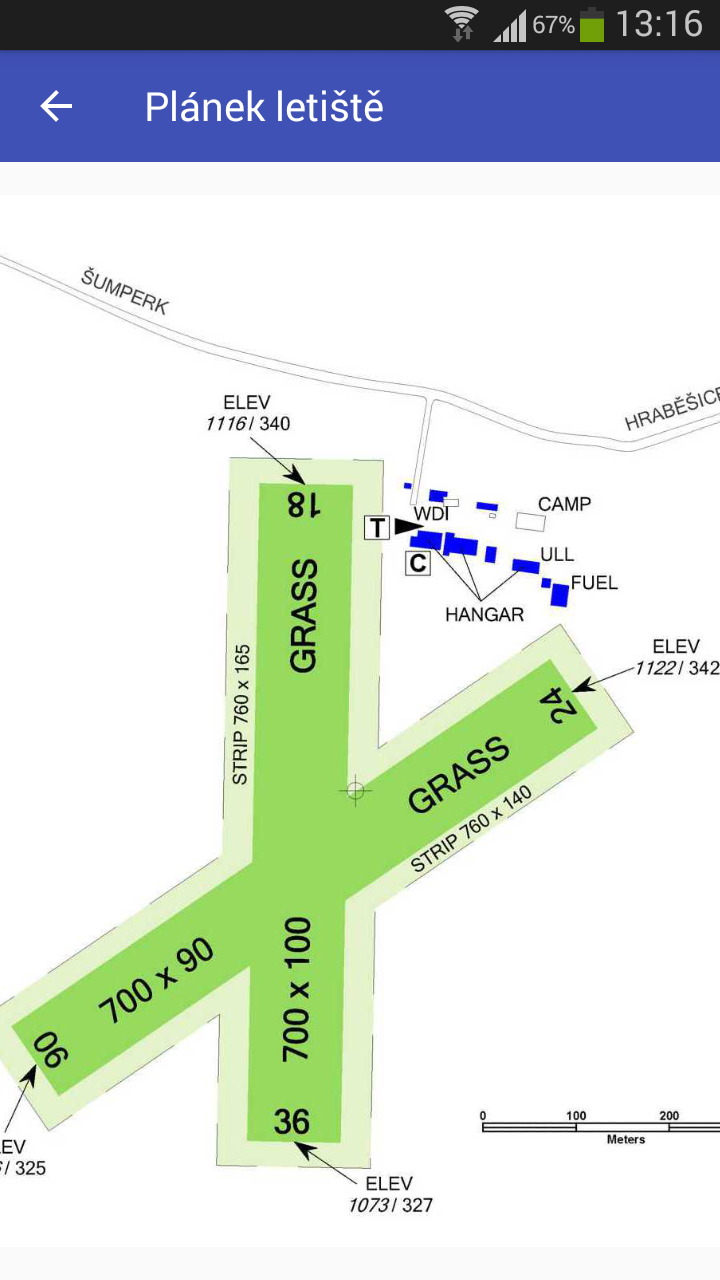 67% 13:16
Plánek letiště
ŠUMPERK
HRABĚŠICE
ELEV
1116 / 340
18
GRASS
STRIP 760 x 165
WDI
T
C
CAMP
ULL
FUEL
HANGAR
ELEV
1122 / 342
24
GRASS
STRIP 760 x 140
700 x 90
700 x 100
06
36
/ 325
ELEV
1073 / 327
0 100 200
Meters